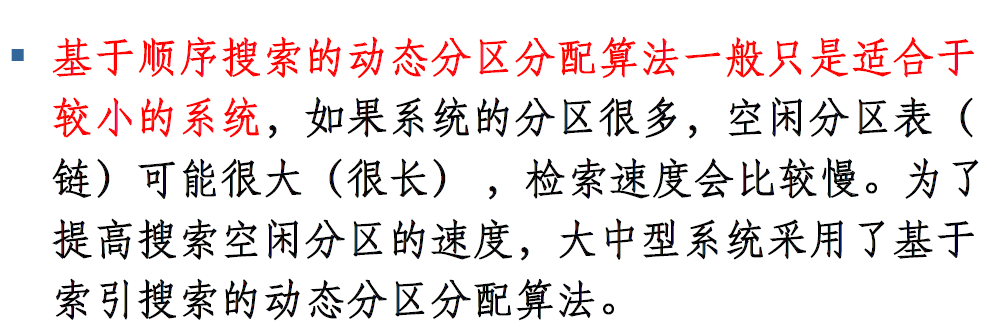 基于顺序搜索的动态分区分配算法一般只是适合于
较小的系统，如果系统的分区很多，空闲分区表（
链）可能很大（很长），检索速度会比较慢。为了
提高搜索空闲分区的速度，大中型系统采用了基于
索引搜索的动态分区分配算法。